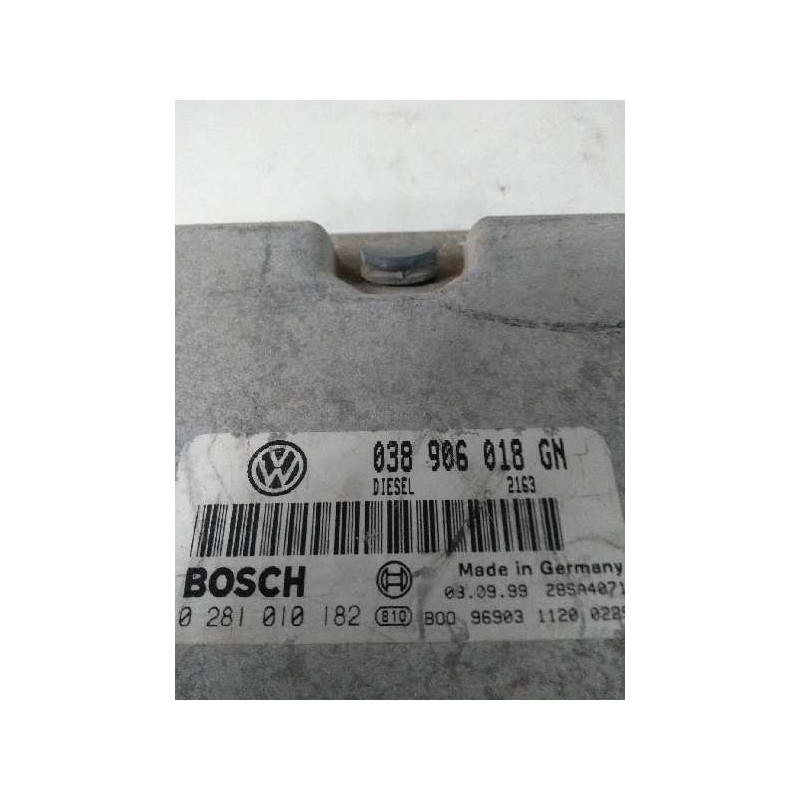 038 906 018 GN
DIESEL 2163
BOSCH
Made in Germany
03.09.99 28SA4071
0 281 010 182 810 B00 96903 1120